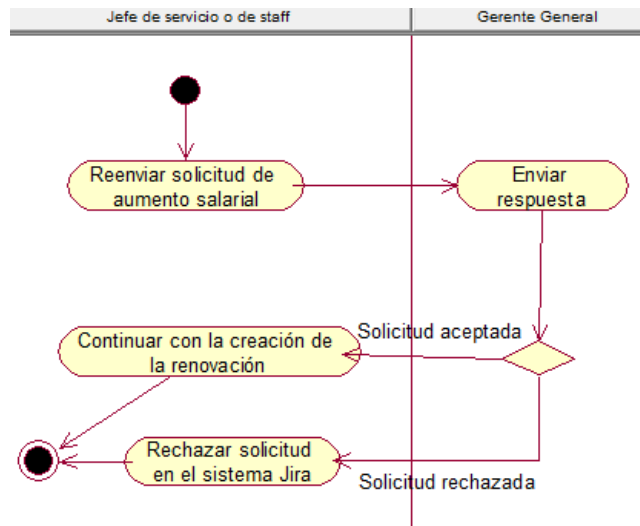 Jefe de servicio o de staff
Gerente General
Reenviar solicitud de
aumento salarial
Enviar
respuesta
Solicitud aceptada
Continuar con la creación de
la renovación
Rechazar solicitud
en el sistema Jira
Solicitud rechazada